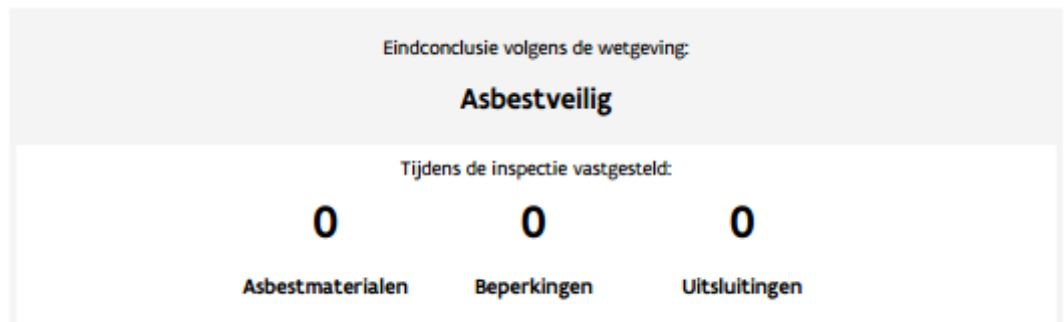 Eindconclusie volgens de wetgeving:
Asbestveilig
Tijdens de inspectie vastgesteld:
0 0 0
Asbestmaterialen Beperkingen Uitsluitingen